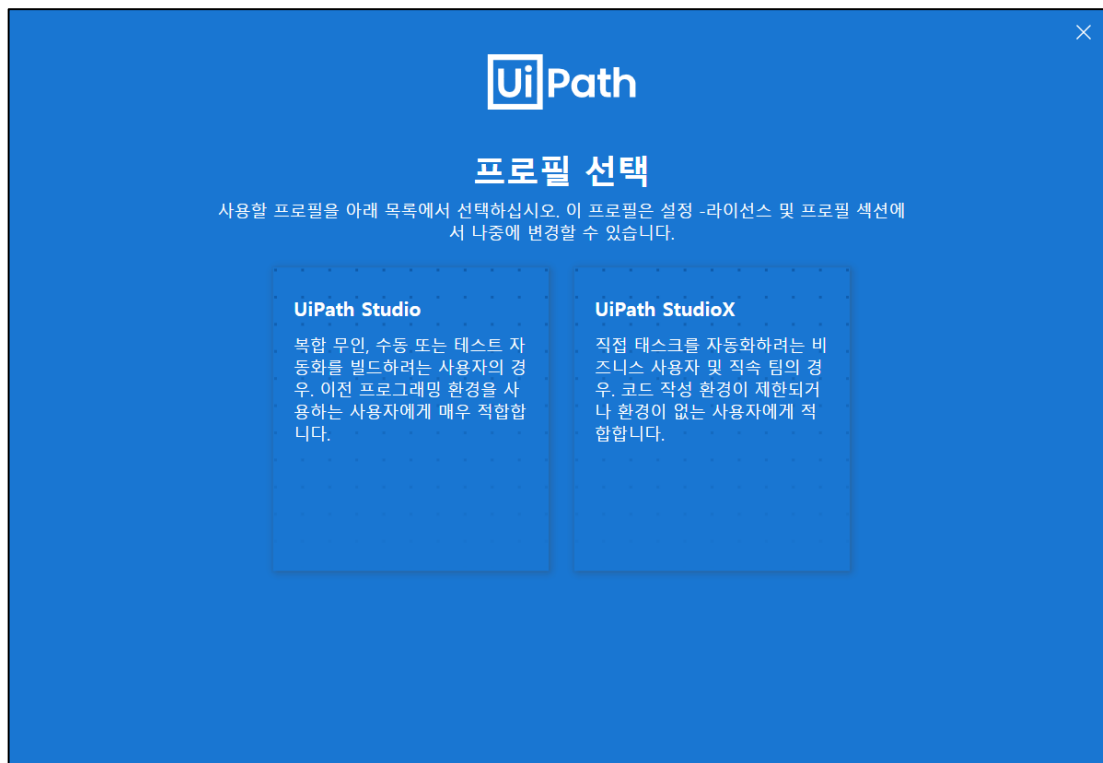 UiPath
프로필 선택
사용할 프로필을 아래 목록에서 선택하십시오. 이 프로필은 설정 -라이선스 및 프로필 섹션에
서 나중에 변경할 수 있습니다.
UiPath Studio
복합 무인, 수동 또는 테스트 자
동화를 빌드하려는 사용자의 경
우. 이전 프로그래밍 환경을 사
용하는 사용자에게 매우 적합합
니다.
UiPath StudioX
직접 태스크를 자동화하려는 비
즈니스 사용자 및 직속 팀의 경
우. 코드 작성 환경이 제한되거
나 환경이 없는 사용자에게 적
합합니다.